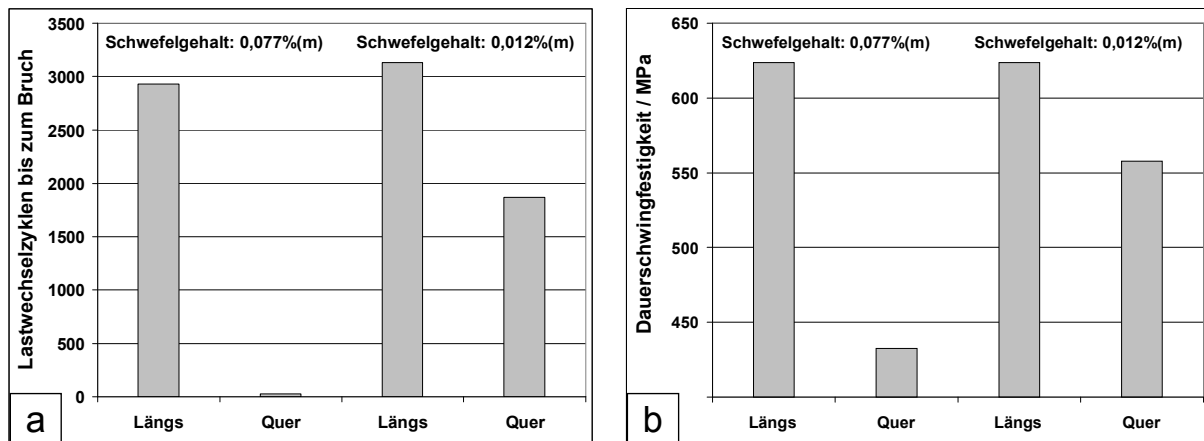 Lastwechselzyklen bis zum Bruch
3500
3000
2500
2000
1500
1000
500
0
Schwefelgehalt: 0,077%(m)
Schwefelgehalt: 0,012%(m)
Längs
Quer
Längs
Quer
a
Dauerschwingfestigkeit / MPa
650
600
550
500
450
Schwefelgehalt: 0,077%(m)
Schwefelgehalt: 0,012%(m)
Längs
Quer
Längs
Quer
b